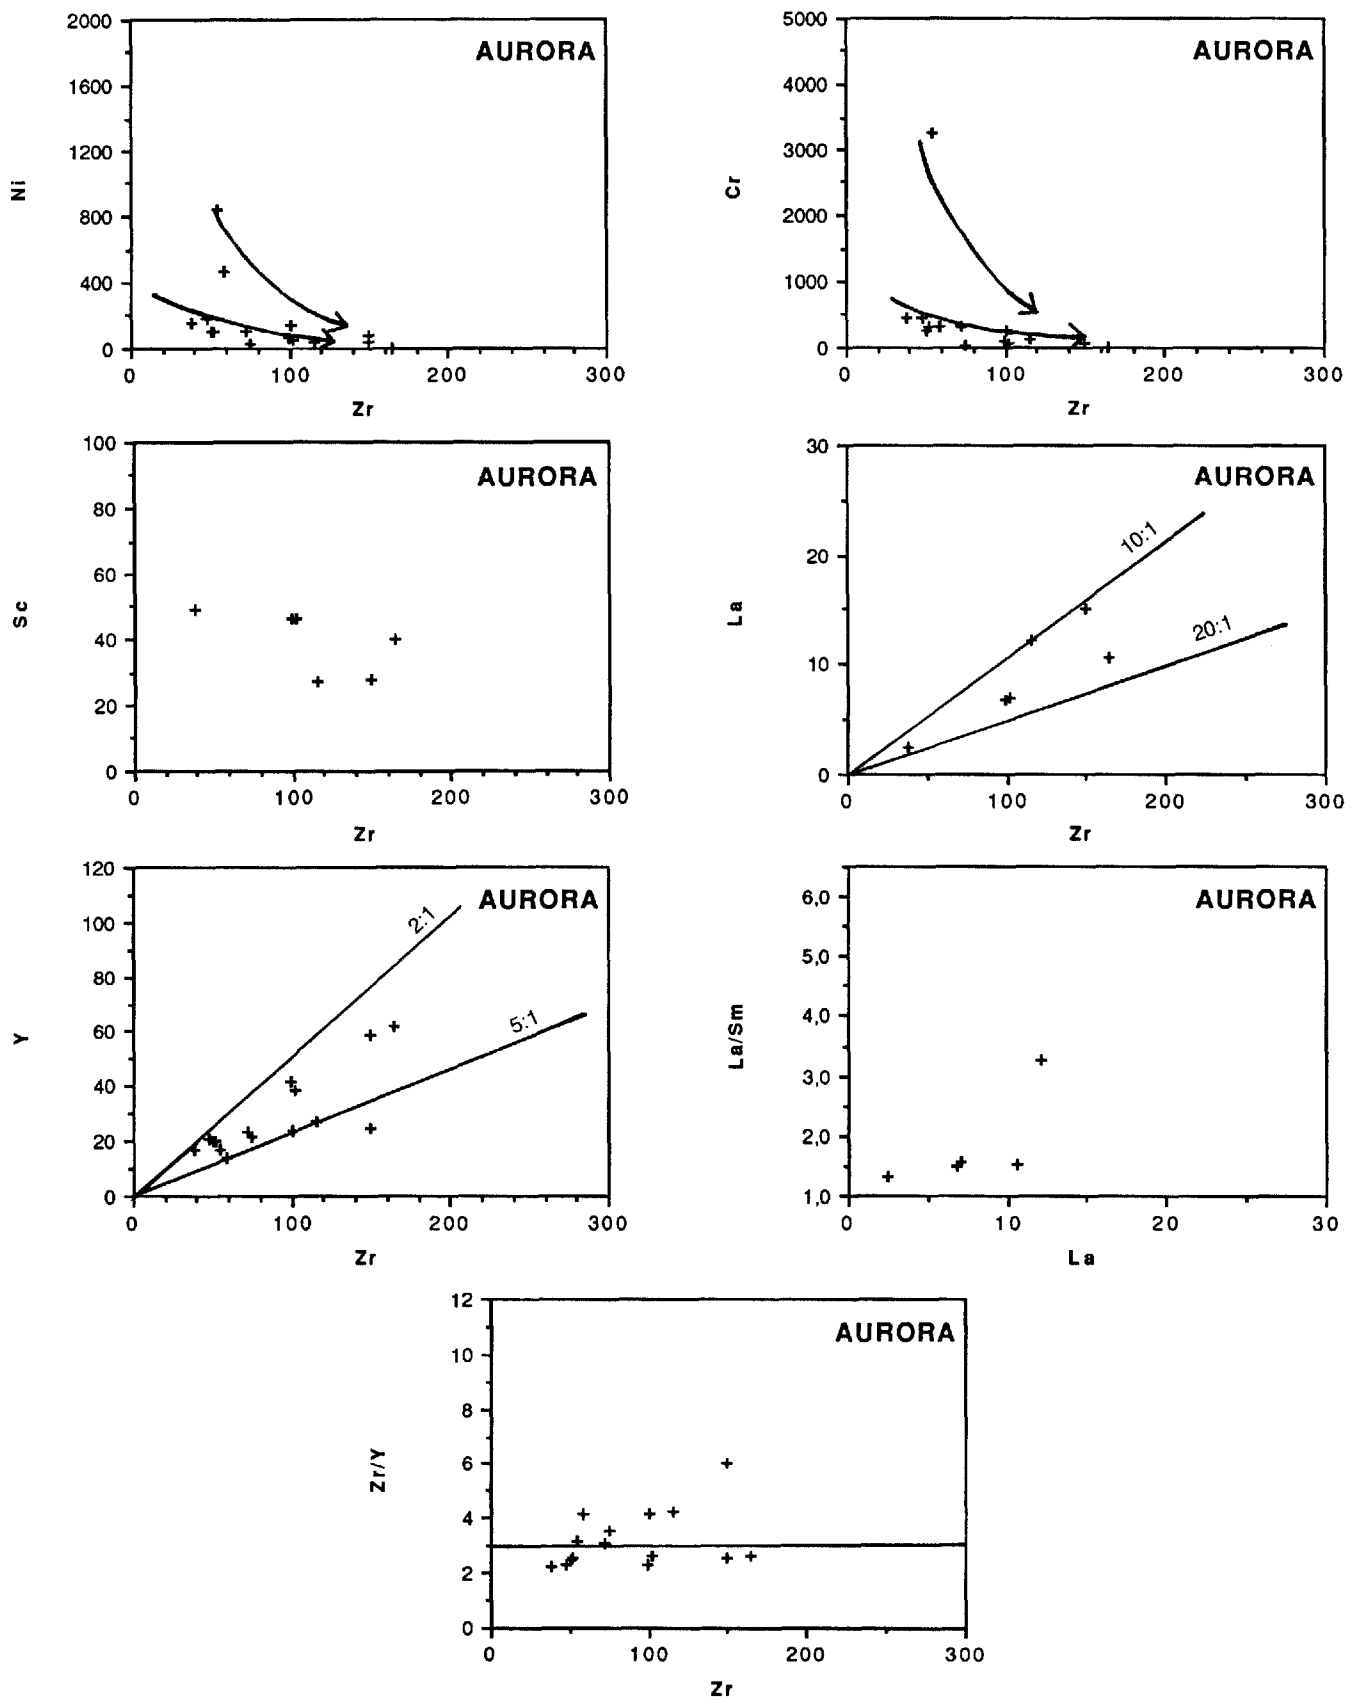 2000
1600
1200
800
400
0
Ni
AURORA
0 100 200 300
Zr
5000
4000
3000
2000
1000
0
Cr
AURORA
0 100 200 300
Zr
100
80
60
40
20
0
Sc
AURORA
0 100 200 300
Zr
30
20
10
0
La
AURORA
10:1
20:1
0 100 200 300
Zr
120
100
80
60
40
20
0
Y
AURORA
2:1
5:1
0 100 200 300
Zr
6,0
5,0
4,0
3,0
2,0
1,0
La/Sm
AURORA
0 10 20 30
La
12
10
8
6
4
2
0
Zr/Y
AURORA
0 100 200 300
Zr